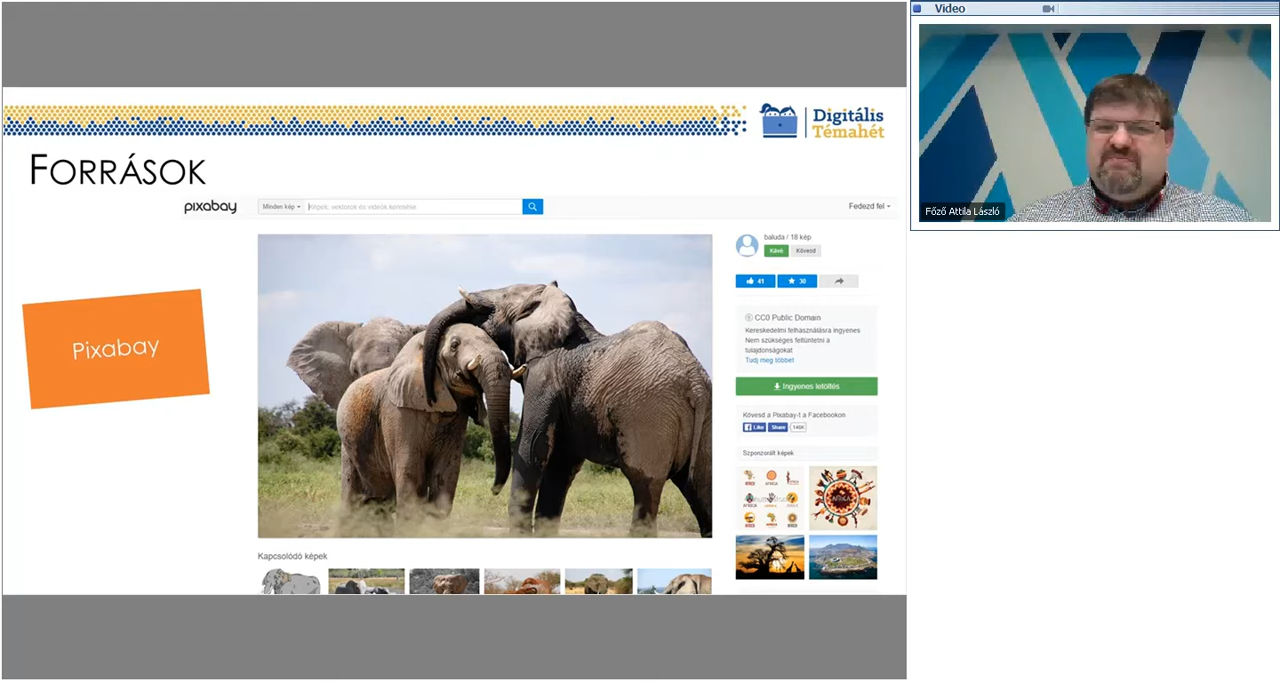 Video
Digitális
Témahét
FORRÁSOK
pixabay
Minden kép
Képek, vektorok és videók keresése
Fedezd fel
baluda / 18 kép
Kávé
Kövesd
41
30
Pixabay
CC0 Public Domain
Kereskedelmi felhasználásra ingyenes
Nem szükséges feltüntetni a
tulajdonságokat
Tudj meg többet
Ingyenes letöltés
Kövesd a Pixabay-t a Facebookon
Like
Share
146K
Szponzorált képek
Kapcsolódó képek
Főző Attila László